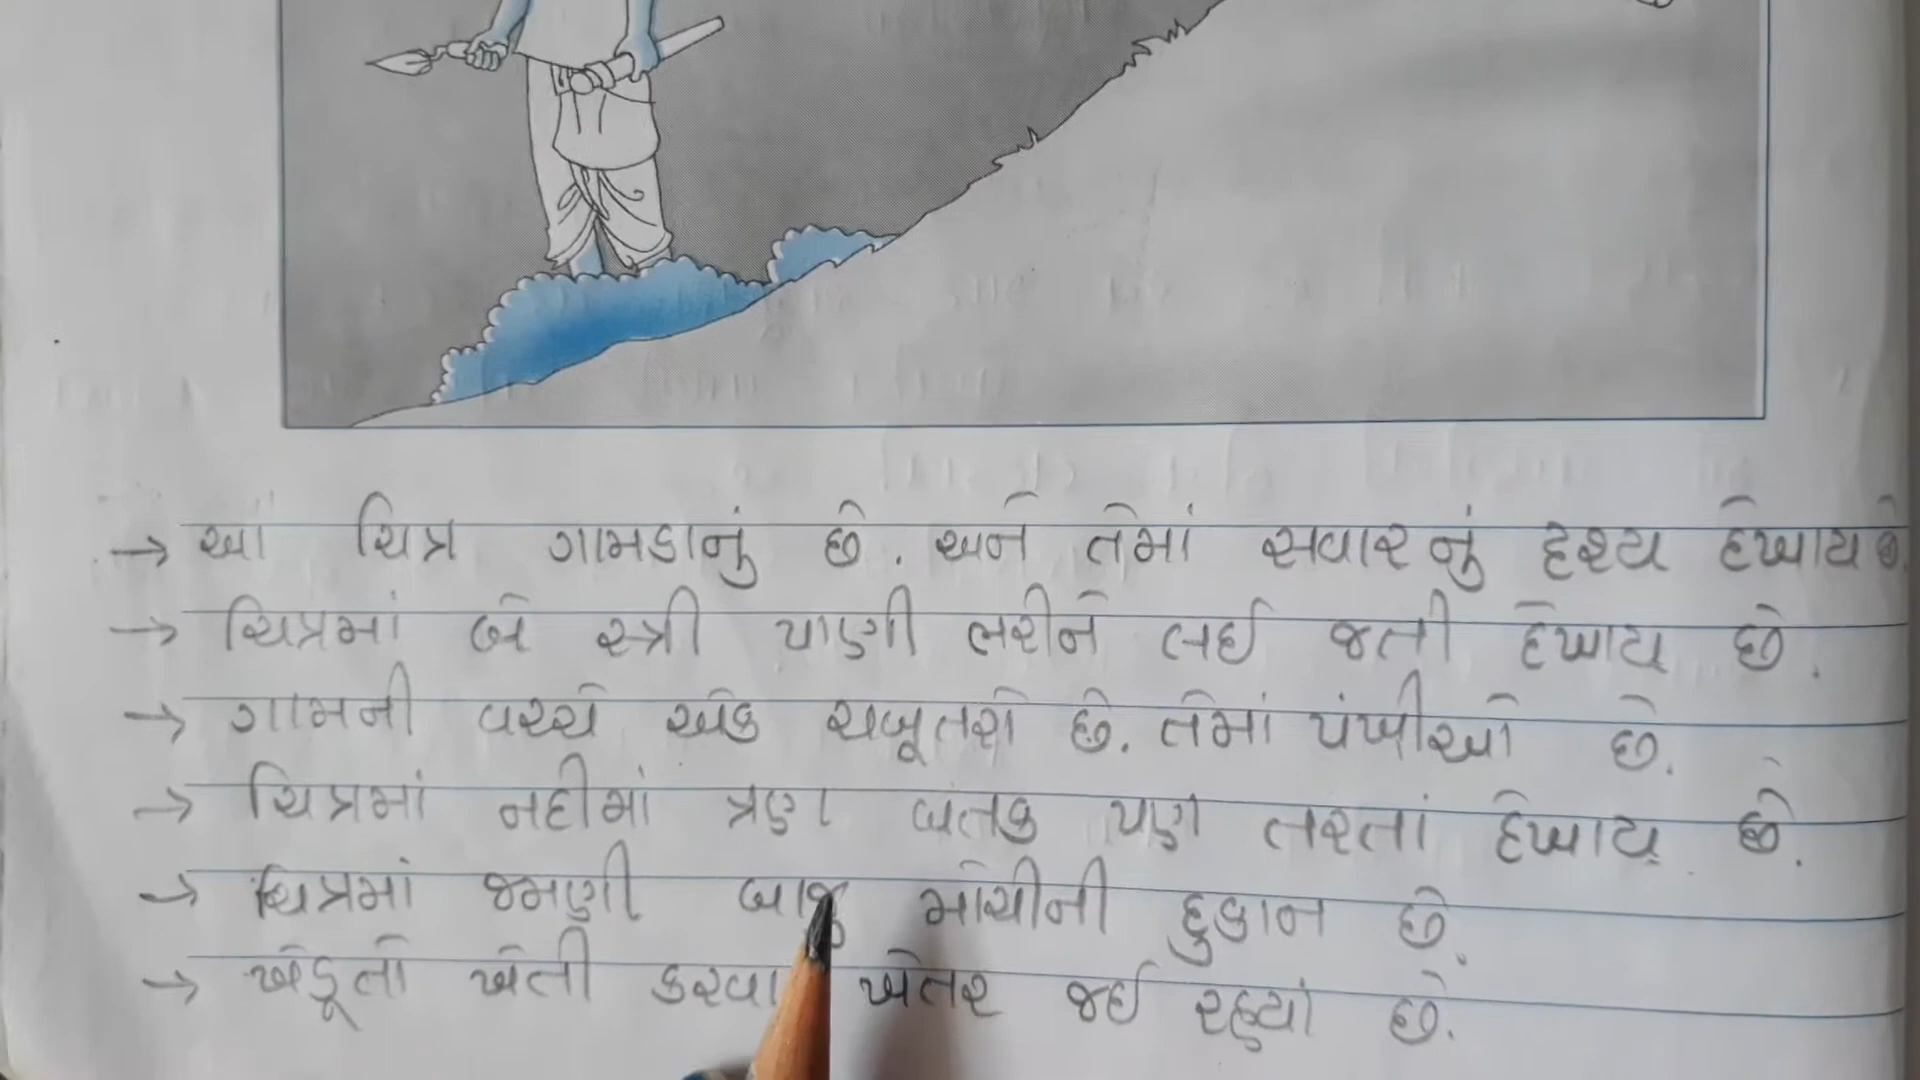 → આ ચિત્ર ગામડાનું છે. અને તેમાં સવારનું દ્રશ્ય દેખાય છે.
→ ચિત્રમાં બે સ્ત્રી પાણી ભરીને લઈ જતી દેખાય છે.
→ ગામની વચ્ચે એક ચબૂતરો છે. તેમાં પંખીઓ છે.
→ ચિત્રમાં નદીમાં ત્રણ બતક પણ તરતાં દેખાય છે.
→ ચિત્રમાં જમણી બાજુ મોચીની દુકાન છે.
→ ખેડૂતો ખેતી કરવા ખેતર જઈ રહ્યાં છે.